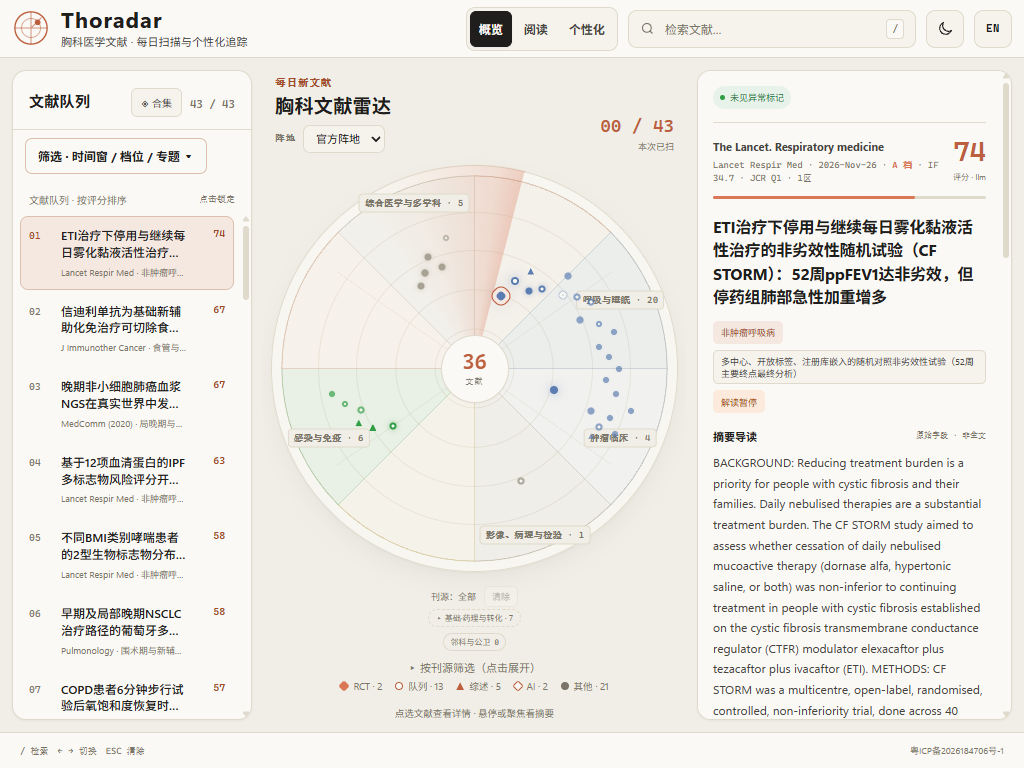 Thoradar
胸科医学文献 · 每日扫描与个性化追踪
概览 阅读 个性化
检索文献... /
EN
文献队列
◈ 合集
43 / 43
筛选 · 时间窗 / 档位 / 专题
文献队列 · 按评分排序
点击锁定
01
ETI治疗下停用与继续每
日雾化黏液活性治疗...
74
Lancet Respir Med · 非肿瘤呼...
02
信迪利单抗为基础新辅
助化免治疗可切除食...
67
J Immunother Cancer · 食管与...
03
晚期非小细胞肺癌血浆
NGS在真实世界中发...
67
MedComm (2020) · 局晚期与...
04
基于12项血清蛋白的IPF
多标志物风险评分开...
63
Lancet Respir Med · 非肿瘤呼...
05
不同BMI类别哮喘患者
的2型生物标志物分布...
58
Lancet Respir Med · 非肿瘤呼...
06
早期及局部晚期NSCLC
治疗路径的葡萄牙多...
58
Pulmonology · 围术期与新辅...
07
COPD患者6分钟步行试
验后氧饱和度恢复时...
57
每日新文献
胸科文献雷达
阵地 官方阵地
00 / 43
本次已扫
综合医学与多学科 · 5
呼吸与睡眠 · 20
36
文献
感染与免疫 · 6
肿瘤临床 · 4
影像、病理与检验 · 1
刊源：全部 清除
▸ 基础·药理与转化 · 7
邻科与公卫 0
▸ 按刊源筛选（点击展开）
RCT · 2 队列 · 13 综述 · 5 AI · 2 其他 · 21
点选文献查看详情 · 悬停或聚焦看摘要
未见异常标记
The Lancet. Respiratory medicine
Lancet Respir Med · 2026-Nov-26 · A 档 · IF
34.7 · JCR Q1 · 1区
74
评分 · llm
ETI治疗下停用与继续每日雾化黏液活
性治疗的非劣效性随机试验（CF
STORM）：52周ppFEV1达非劣效，但
停药组肺部急性加重增多
非肿瘤呼吸病
多中心、开放标签、注册库嵌入的随机对照非劣效性试验（52周
主要终点最终分析）
解读暂停
摘要导读
原始字段 · 非全文
BACKGROUND: Reducing treatment burden is a
priority for people with cystic fibrosis and their
families. Daily nebulised therapies are a substantial
treatment burden. The CF STORM study aimed to
assess whether cessation of daily nebulised
mucoactive therapy (dornase alfa, hypertonic
saline, or both) was non-inferior to continuing
treatment in people with cystic fibrosis established
on the cystic fibrosis transmembrane conductance
regulator (CFTR) modulator elexacaftor plus
tezacaftor plus ivacaftor (ETI). METHODS: CF
STORM was a multicentre, open-label, randomised,
controlled, non-inferiority trial, done across 40
/ 检索 ← → 切换 ESC 清除
粤ICP备2026184706号-1